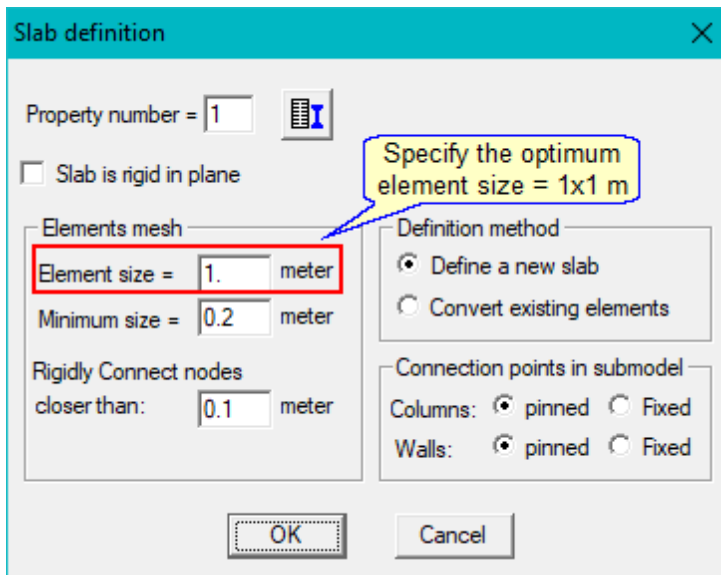 Slab definition
Property number = 1
Slab is rigid in plane
Specify the optimum
element size = 1x1 m
Elements mesh
Element size = 1. meter
Minimum size = 0.2 meter
Rigidly Connect nodes
closer than: 0.1 meter
Definition method
Define a new slab
Convert existing elements
Connection points in submodel
Columns: pinned Fixed
Walls: pinned Fixed
OK
Cancel